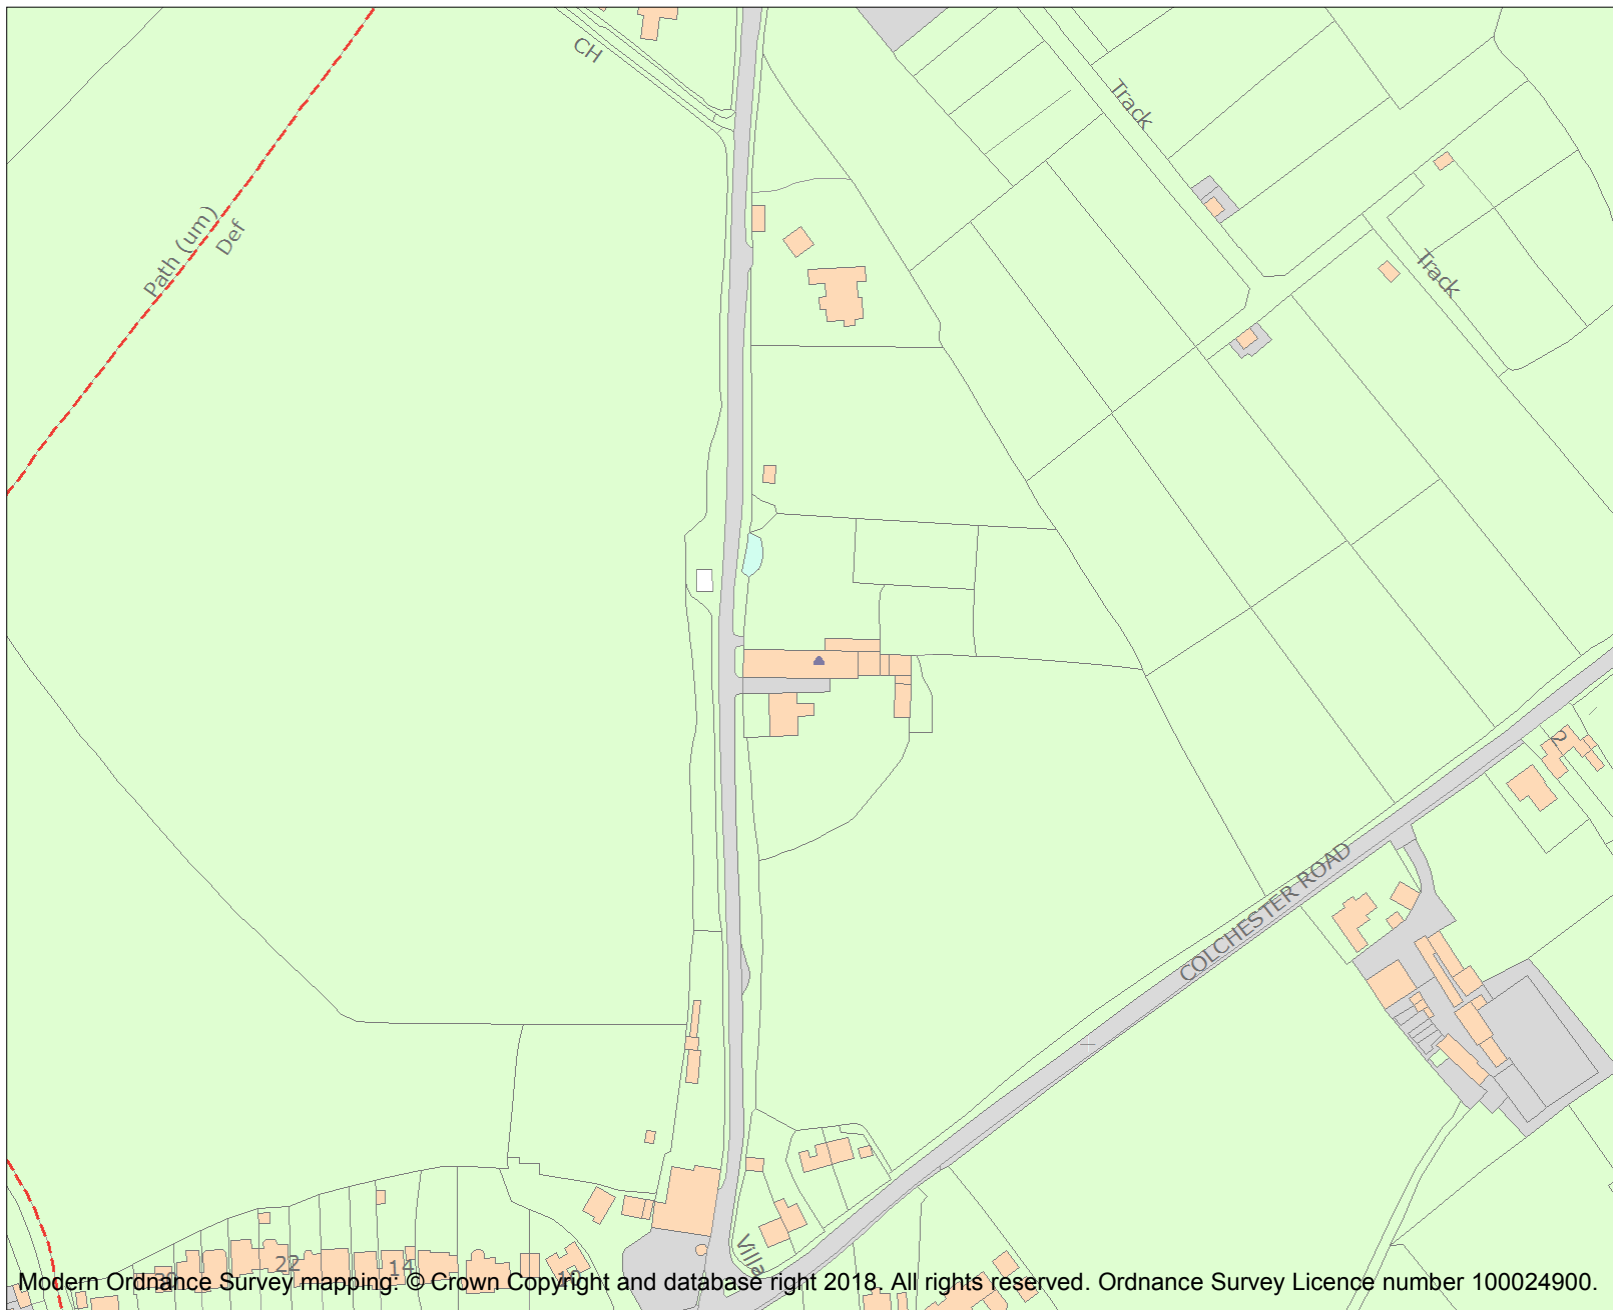 CH
Track
Path (um)
Def
Track
2
COLCHESTER ROAD
Villa
22
14
Modern Ordnance Survey mapping: © Crown Copyright and database right 2018. All rights reserved. Ordnance Survey Licence number 100024900.